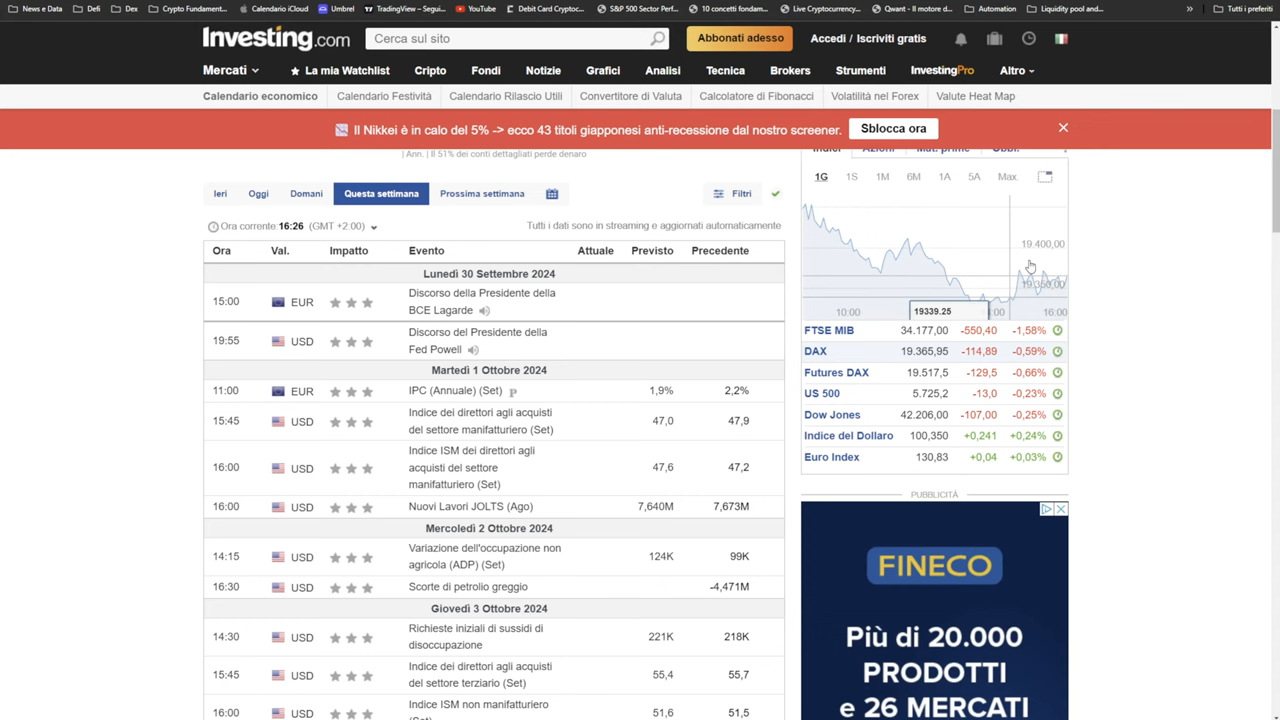 News e Data Defi Dex Crypto Fundament... Calendario iCloud Umbrel TradingView – Segui... YouTube Debit Card Cryptoc... S&P 500 Sector Perf... 10 concetti fondam... Live Cryptocurrency... Qwant - Il motore d... Automation Liquidity pool and... » Tutti i preferiti
Investing.com Cerca sul sito Abbonati adesso Accedi / Iscriviti gratis
Mercati La mia Watchlist Cripto Fondi Notizie Grafici Analisi Tecnica Brokers Strumenti InvestingPro Altro
Calendario economico Calendario Festività Calendario Rilascio Utili Convertitore di Valuta Calcolatore di Fibonacci Volatilità nel Forex Valute Heat Map
Il Nikkei è in calo del 5% -> ecco 43 titoli giapponesi anti-recessione dal nostro screener. Sblocca ora
| Ann. | Il 51% dei conti dettagliati perde denaro
Ieri Oggi Domani Questa settimana Prossima settimana Filtri
Ora corrente: 16:26 (GMT +2.00) Tutti i dati sono in streaming e aggiornati automaticamente
Ora Val. Impatto Evento Attuale Previsto Precedente
Lunedì 30 Settembre 2024
15:00 EUR Discorso della Presidente della
BCE Lagarde
19:55 USD Discorso del Presidente della
Fed Powell
Martedì 1 Ottobre 2024
11:00 EUR IPC (Annuale) (Set) P 1,9% 2,2%
15:45 USD Indice dei direttori agli acquisti
del settore manifatturiero (Set) 47,0 47,9
16:00 USD Indice ISM dei direttori agli
acquisti del settore
manifatturiero (Set) 47,6 47,2
16:00 USD Nuovi Lavori JOLTS (Ago) 7,640M 7,673M
Mercoledì 2 Ottobre 2024
14:15 USD Variazione dell'occupazione non
agricola (ADP) (Set) 124K 99K
16:30 USD Scorte di petrolio greggio -4,471M
Giovedì 3 Ottobre 2024
14:30 USD Richieste iniziali di sussidi di
disoccupazione 221K 218K
15:45 USD Indice dei direttori agli acquisti
del settore terziario (Set) 55,4 55,7
16:00 USD Indice ISM non manifatturiero
(Set) 51,6 51,5
Indici Azioni Mat. prime Obbl.
1G 1S 1M 6M 1A 5A Max.
19.400,00
19.350,00
19339.25
10:00 16:00
FTSE MIB 34.177,00 -550,40 -1,58%
DAX 19.365,95 -114,89 -0,59%
Futures DAX 19.517,5 -129,5 -0,66%
US 500 5.725,2 -13,0 -0,23%
Dow Jones 42.206,00 -107,00 -0,25%
Indice del Dollaro 100,350 +0,241 +0,24%
Euro Index 130,83 +0,04 +0,03%
PUBBLICITÀ
FINECO
Più di 20.000
PRODOTTI
e 26 MERCATI